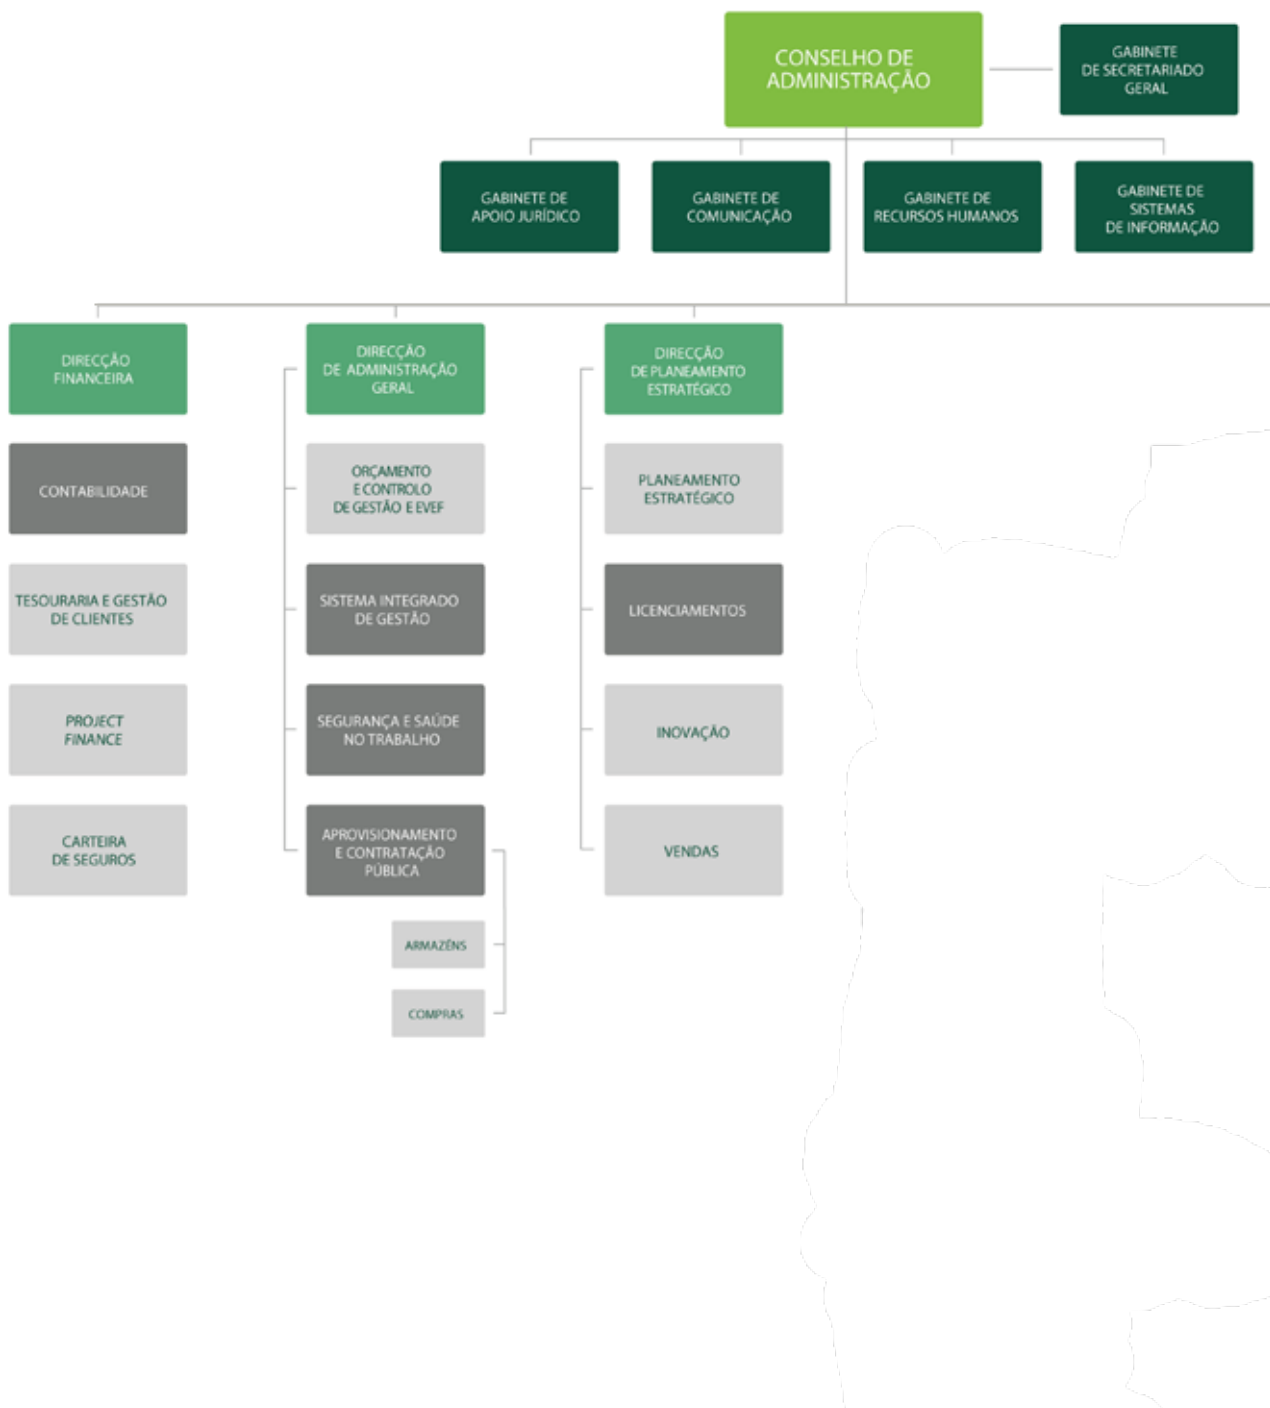 CONSELHO DE
ADMINISTRAÇÃO
GABINETE
DE SECRETARIADO
GERAL
GABINETE DE
APOIO JURÍDICO
GABINETE DE
COMUNICAÇÃO
GABINETE DE
RECURSOS HUMANOS
GABINETE DE
SISTEMAS
DE INFORMAÇÃO
DIRECÇÃO
FINANCEIRA
CONTABILIDADE
TESOURARIA E GESTÃO
DE CLIENTES
PROJECT
FINANCE
CARTEIRA
DE SEGUROS
DIRECÇÃO
DE ADMINISTRAÇÃO
GERAL
ORÇAMENTO
E CONTROLO
DE GESTÃO E EVEF
SISTEMA INTEGRADO
DE GESTÃO
SEGURANÇA E SAÚDE
NO TRABALHO
APROVISIONAMENTO
E CONTRATAÇÃO
PÚBLICA
ARMAZÉNS
COMPRAS
DIRECÇÃO
DE PLANEAMENTO
ESTRATÉGICO
PLANEAMENTO
ESTRATÉGICO
LICENCIAMENTOS
INOVAÇÃO
VENDAS